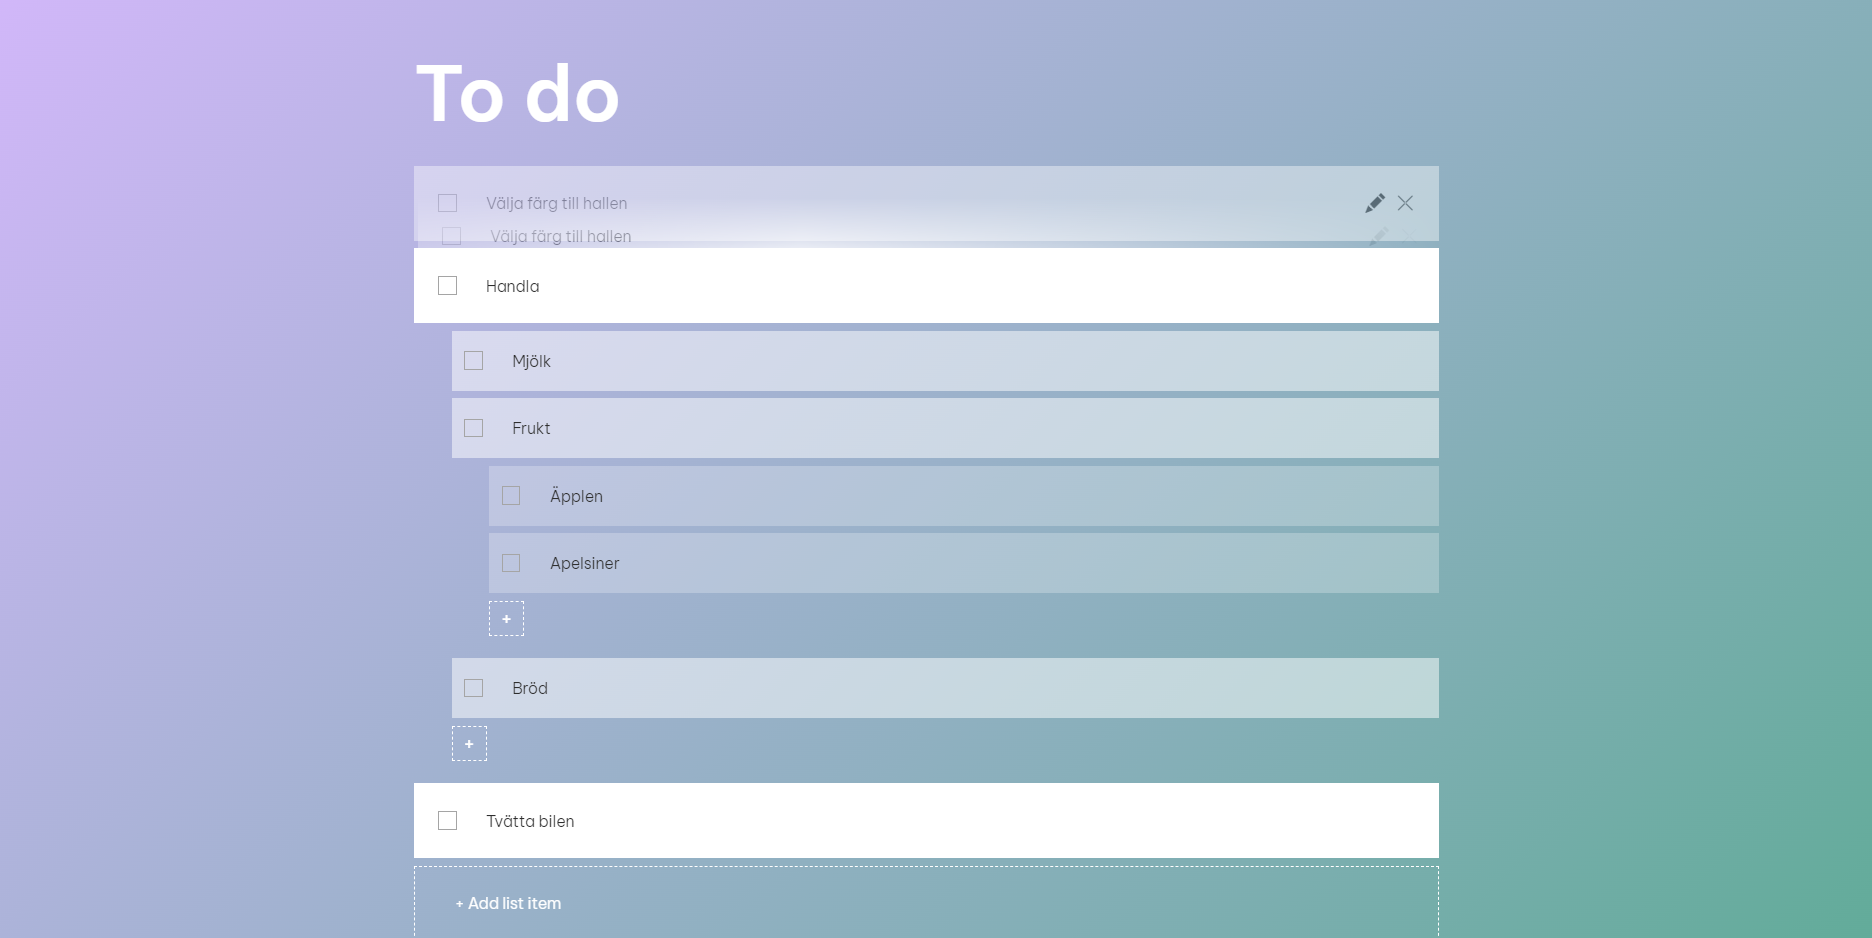 To do
Välja färg till hallen
Välja färg till hallen
Handla
Mjölk
Frukt
Äpplen
Apelsiner
+
Bröd
+
Tvätta bilen
+ Add list item